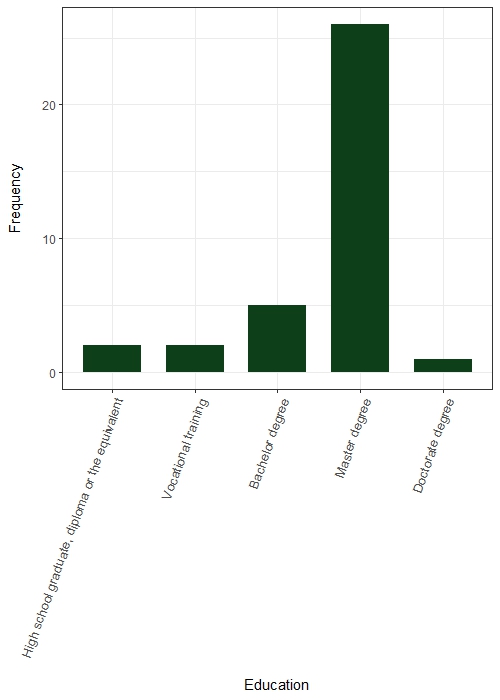 Frequency
20
10
0
High school graduate, diploma or the equivalent
Vocational training
Bachelor degree
Master degree
Doctorate degree
Education